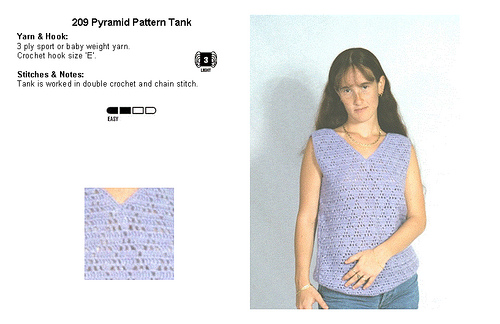 209 Pyramid Pattern Tank
Yarn & Hook:
3 ply sport or baby weight yarn.
Crochet hook size 'E'.
3
LIGHT
Stitches & Notes:
Tank is worked in double crochet and chain stitch.
EASY